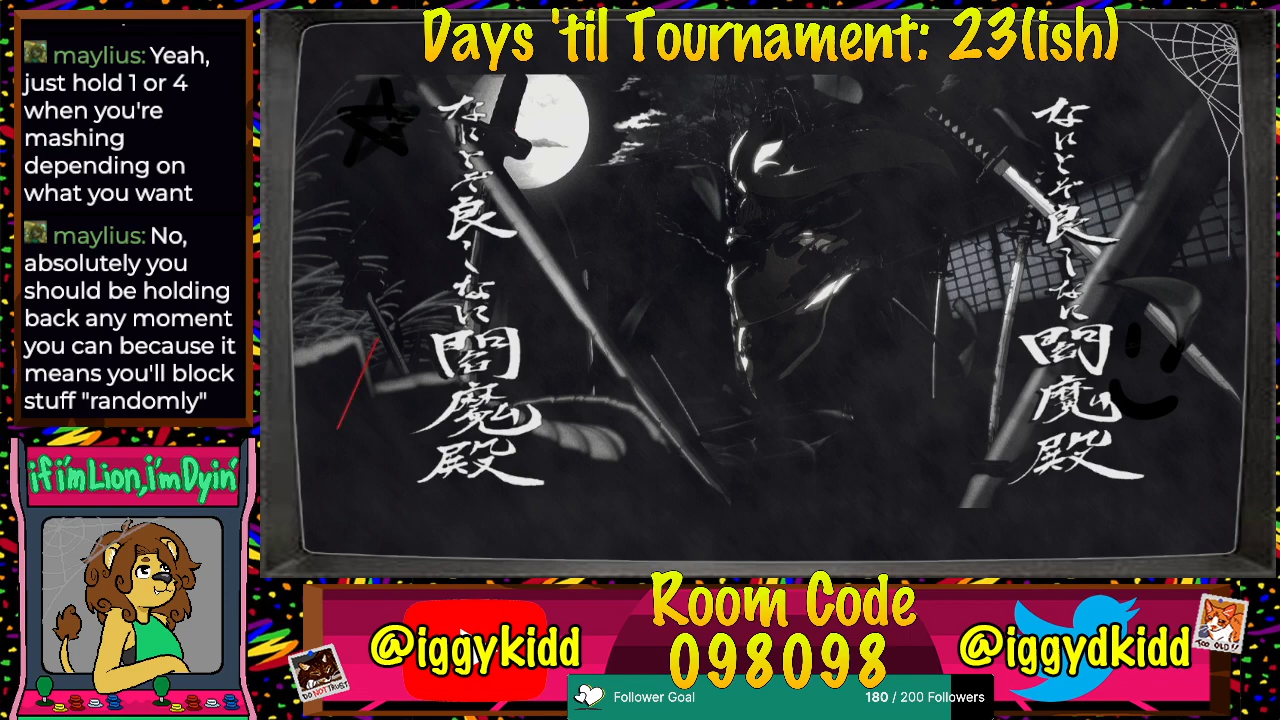 Days 'til Tournament: 23(ish)
maylius: Yeah,
just hold 1 or 4
when you're
mashing
depending on
what you want
maylius: No,
absolutely you
should be holding
back any moment
you can because it
means you'll block
stuff "randomly"
なにとぞ良しなに閻魔殿
なにとぞ良しなに閻魔殿
if i'm Lion, i'm Dyin'
@iggykidd
Room Code
098098
@iggydkidd
DO NOT TRUST
TOO OLD!!
Follower Goal
180 / 200 Followers